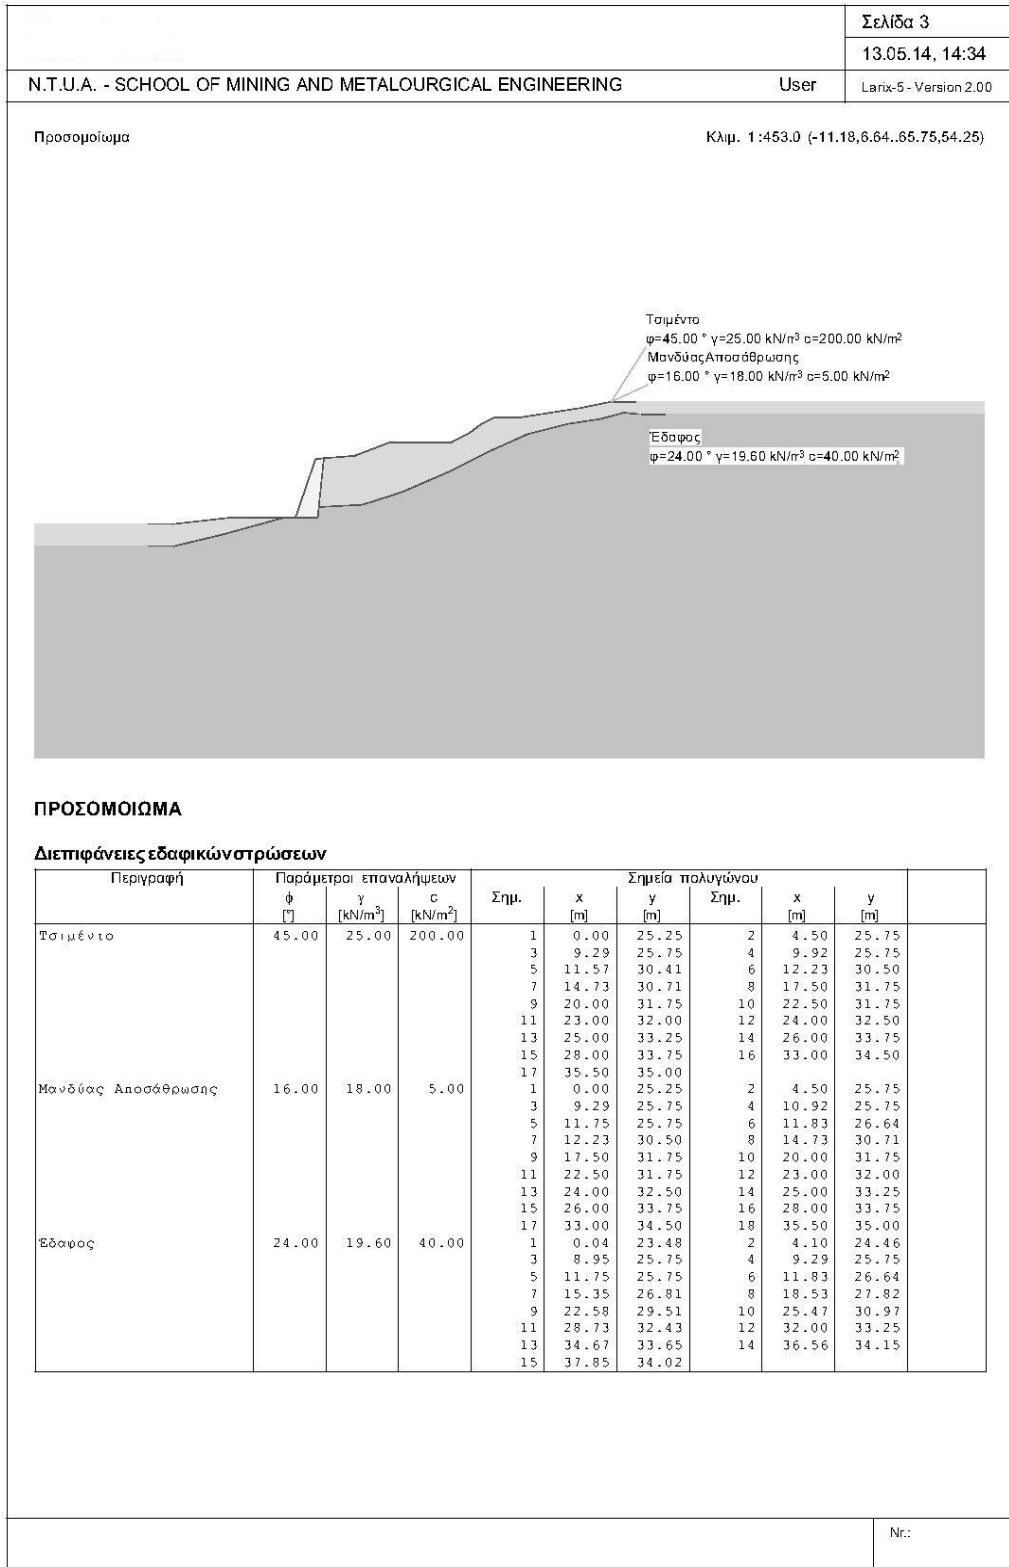 Σελίδα 3
13.05.14, 14:34
N.T.U.A. - SCHOOL OF MINING AND METALOURGICAL ENGINEERING User Larix-5 - Version 2.00
Προσομοίωμα Κλιμ. 1:453.0 (-11.18,6.64..65.75,54.25)
Τσιμέντο
φ=45.00 ° γ=25.00 kN/m³ c=200.00 kN/m²
Μανδύας Αποσάθρωσης
φ=16.00 ° γ=18.00 kN/m³ c=5.00 kN/m²
Έδαφος
φ=24.00 ° γ=19.60 kN/m³ c=40.00 kN/m²
ΠΡΟΣΟΜΟΙΩΜΑ
Διεπιφάνειες εδαφικών στρώσεων
Περιγραφή Παράμετροι επαναλήψεων Σημεία πολυγώνου
φ γ c Σημ. x y Σημ. x y
[°] [kN/m³] [kN/m²] [m] [m] [m] [m]
Τσιμέντο 45.00 25.00 200.00 1 0.00 25.25 2 4.50 25.75
3 9.29 25.75 4 9.92 25.75
5 11.57 30.41 6 12.23 30.50
7 14.73 30.71 8 17.50 31.75
9 20.00 31.75 10 22.50 31.75
11 23.00 32.00 12 24.00 32.50
13 25.00 33.25 14 26.00 33.75
15 28.00 33.75 16 33.00 34.50
17 35.50 35.00
Μανδύας Αποσάθρωσης 16.00 18.00 5.00 1 0.00 25.25 2 4.50 25.75
3 9.29 25.75 4 10.92 25.75
5 11.75 25.75 6 11.83 26.64
7 12.23 30.50 8 14.73 30.71
9 17.50 31.75 10 20.00 31.75
11 22.50 31.75 12 23.00 32.00
13 24.00 32.50 14 25.00 33.25
15 26.00 33.75 16 28.00 33.75
17 33.00 34.50 18 35.50 35.00
Έδαφος 24.00 19.60 40.00 1 0.04 23.48 2 4.10 24.46
3 8.95 25.75 4 9.29 25.75
5 11.75 25.75 6 11.83 26.64
7 15.35 26.81 8 18.53 27.82
9 22.58 29.51 10 25.47 30.97
11 28.73 32.43 12 32.00 33.25
13 34.67 33.65 14 36.56 34.15
15 37.85 34.02
Nr.: